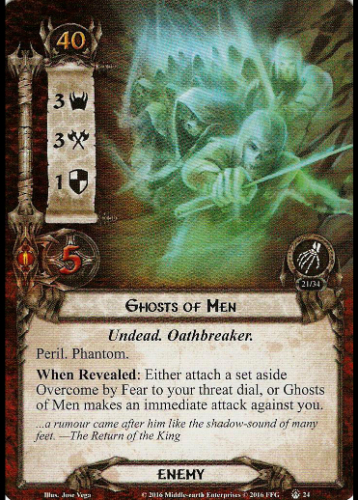 40
3
3
1
5
21/34
Ghosts of Men
Undead. Oathbreaker.
Peril. Phantom.
When Revealed: Either attach a set aside
Overcome by Fear to your threat dial, or Ghosts
of Men makes an immediate attack against you.
...a rumour came after him like the shadow-sound of many
feet. —The Return of the King
ENEMY
Illus. Jose Vega
© 2016 Middle-earth Enterprises © 2016 FFG
24